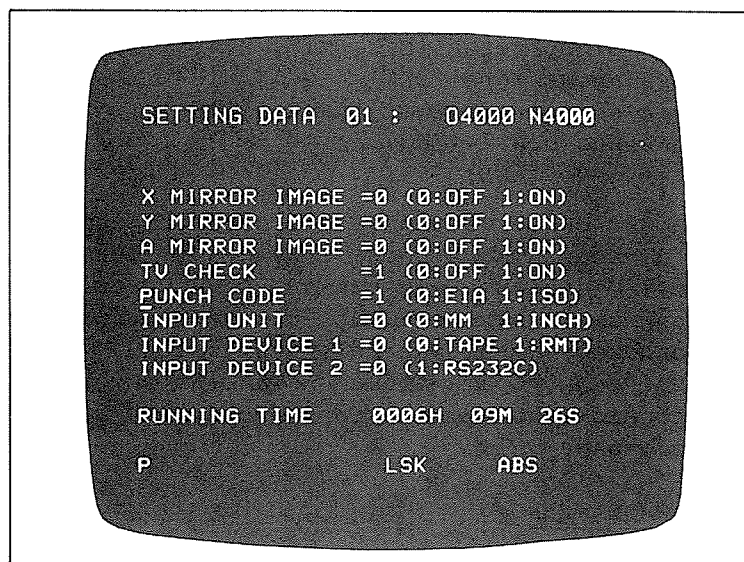 SETTING DATA 01 : O4000 N4000
X MIRROR IMAGE =0 (0:OFF 1:ON)
Y MIRROR IMAGE =0 (0:OFF 1:ON)
A MIRROR IMAGE =0 (0:OFF 1:ON)
TV CHECK =1 (0:OFF 1:ON)
PUNCH CODE =1 (0:EIA 1:ISO)
INPUT UNIT =0 (0:MM 1:INCH)
INPUT DEVICE 1 =0 (0:TAPE 1:RMT)
INPUT DEVICE 2 =0 (1:RS232C)
RUNNING TIME 0006H 09M 26S
P LSK ABS